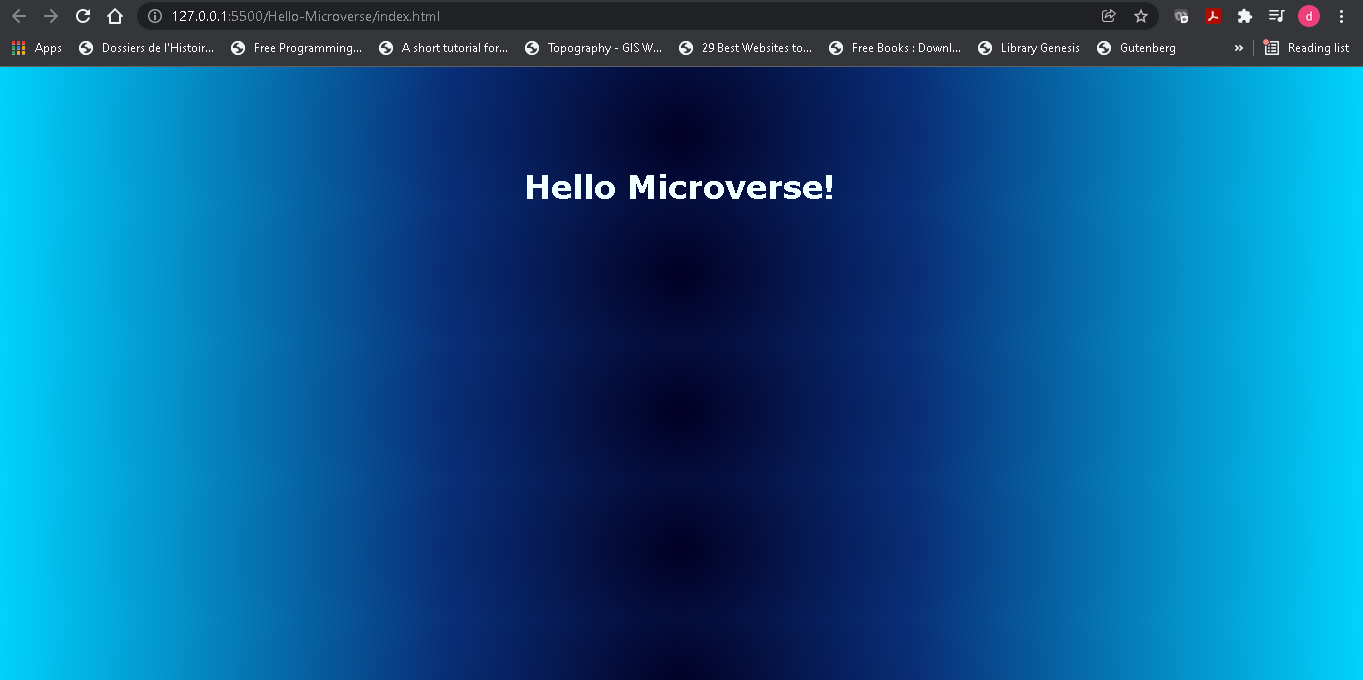 127.0.0.1:5500/Hello-Microverse/index.html
d
Apps Dossiers de l'Histoir... Free Programming... A short tutorial for... Topography - GIS W... 29 Best Websites to... Free Books : Downl... Library Genesis Gutenberg » Reading list
Hello Microverse!